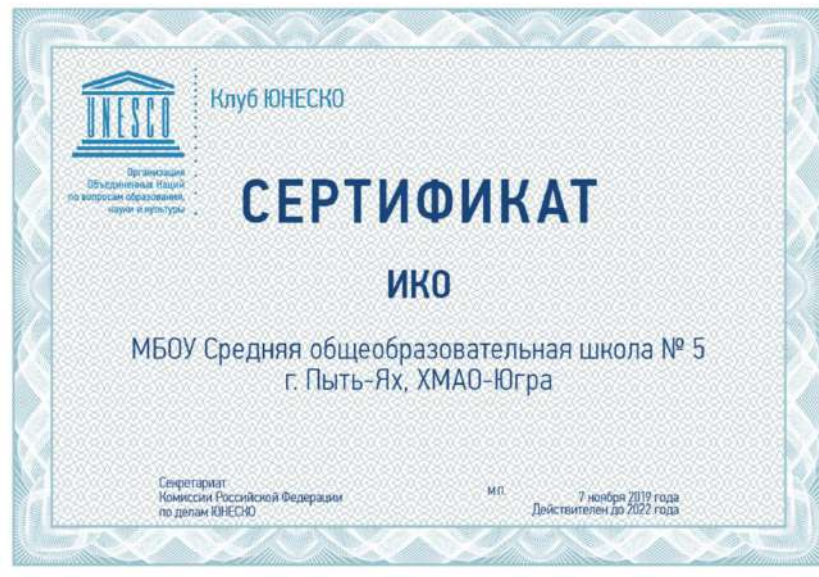 UNESCO
Организация
Объединенных Наций
по вопросам образования,
науки и культуры
Клуб ЮНЕСКО
СЕРТИФИКАТ
ИКО
МБОУ Средняя общеобразовательная школа № 5
г. Пыть-Ях, ХМАО-Югра
Секретариат
Комиссии Российской Федерации
по делам ЮНЕСКО
М.П.
7 ноября 2019 года
Действителен до 2022 года